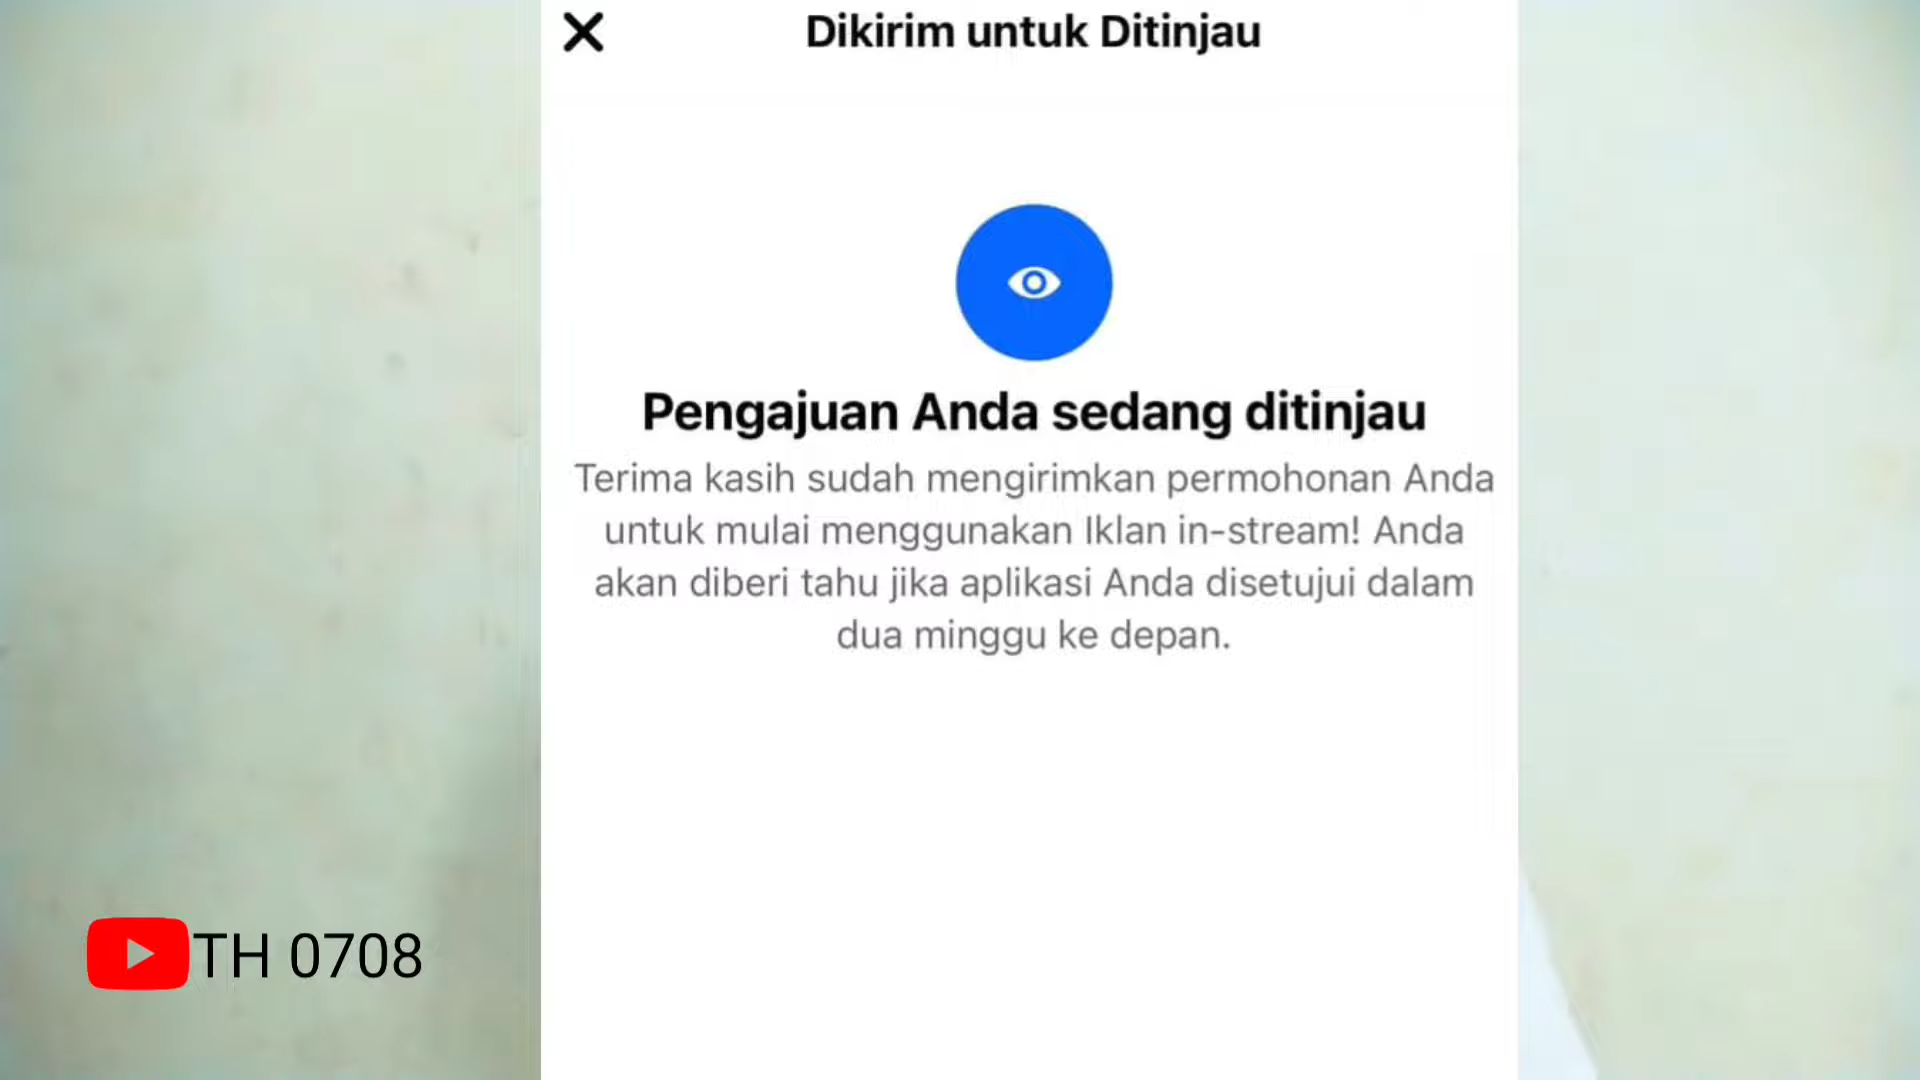 Dikirim untuk Ditinjau
Pengajuan Anda sedang ditinjau
Terima kasih sudah mengirimkan permohonan Anda
untuk mulai menggunakan Iklan in-stream! Anda
akan diberi tahu jika aplikasi Anda disetujui dalam
dua minggu ke depan.
TH 0708